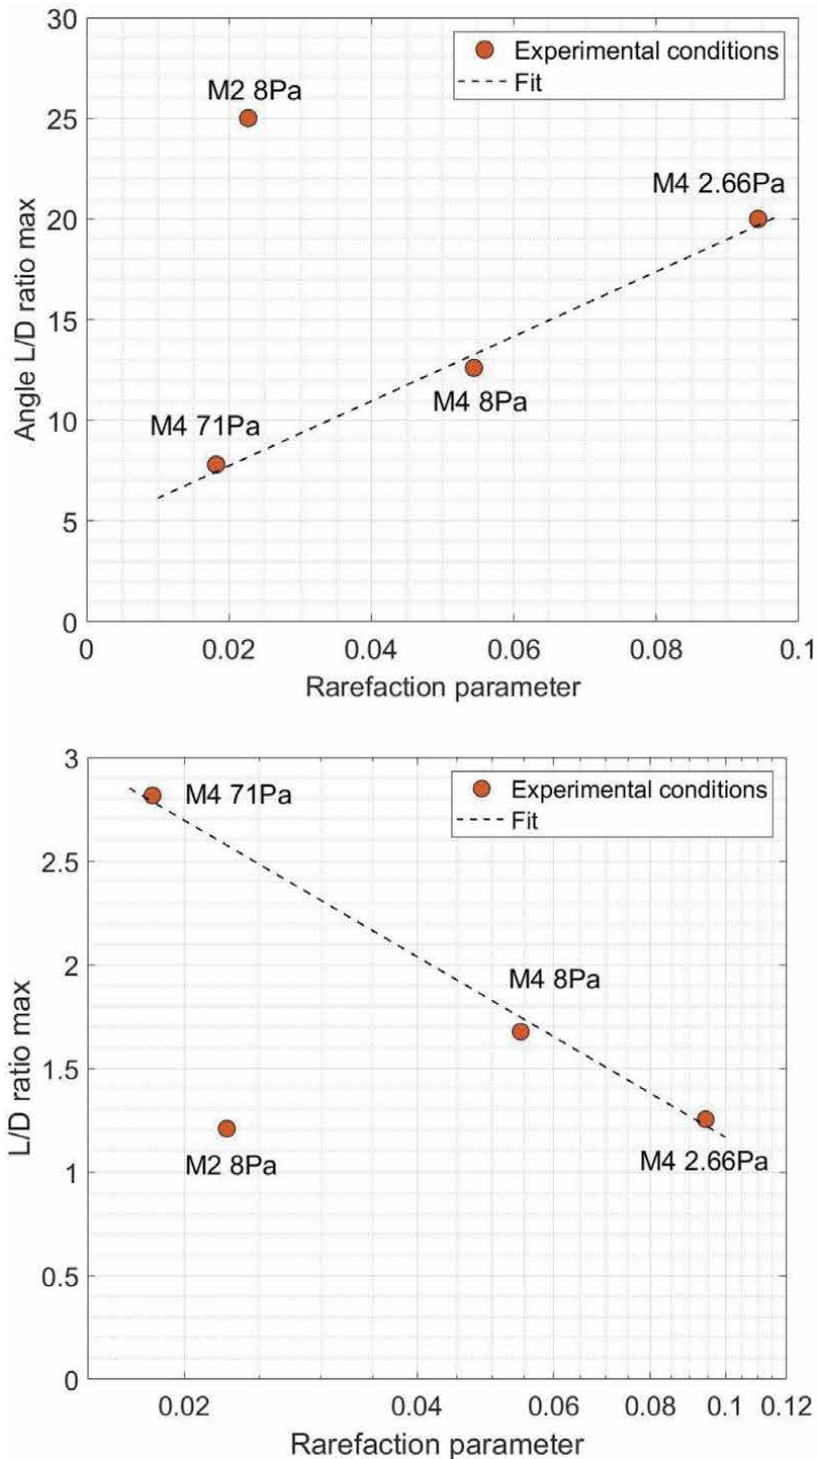 30
Experimental conditions
Fit
M2 8Pa
25
M4 2.66Pa
20
Angle L/D ratio max
15
M4 8Pa
M4 71Pa
10
5
0
0 0.02 0.04 0.06 0.08 0.1
Rarefaction parameter
3
Experimental conditions
Fit
M4 71Pa
2.5
2
M4 8Pa
L/D ratio max
1.5
M2 8Pa
M4 2.66Pa
1
0.5
0
0.02 0.04 0.06 0.08 0.1 0.12
Rarefaction parameter